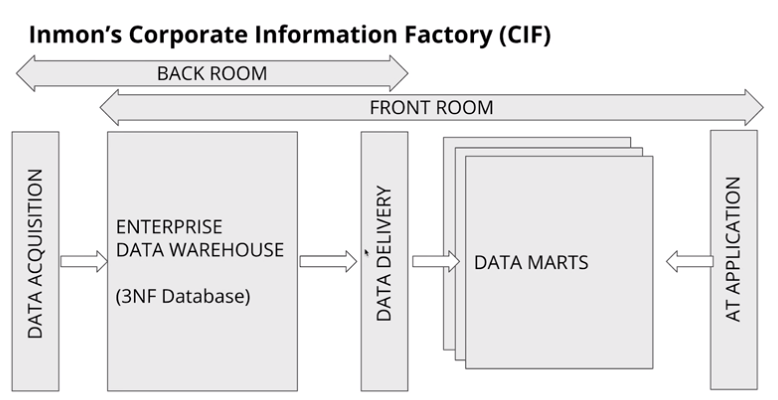 Inmon’s Corporate Information Factory (CIF)
BACK ROOM
FRONT ROOM
DATA ACQUISITION
ENTERPRISE
DATA WAREHOUSE
(3NF Database)
DATA DELIVERY
DATA MARTS
AT APPLICATION